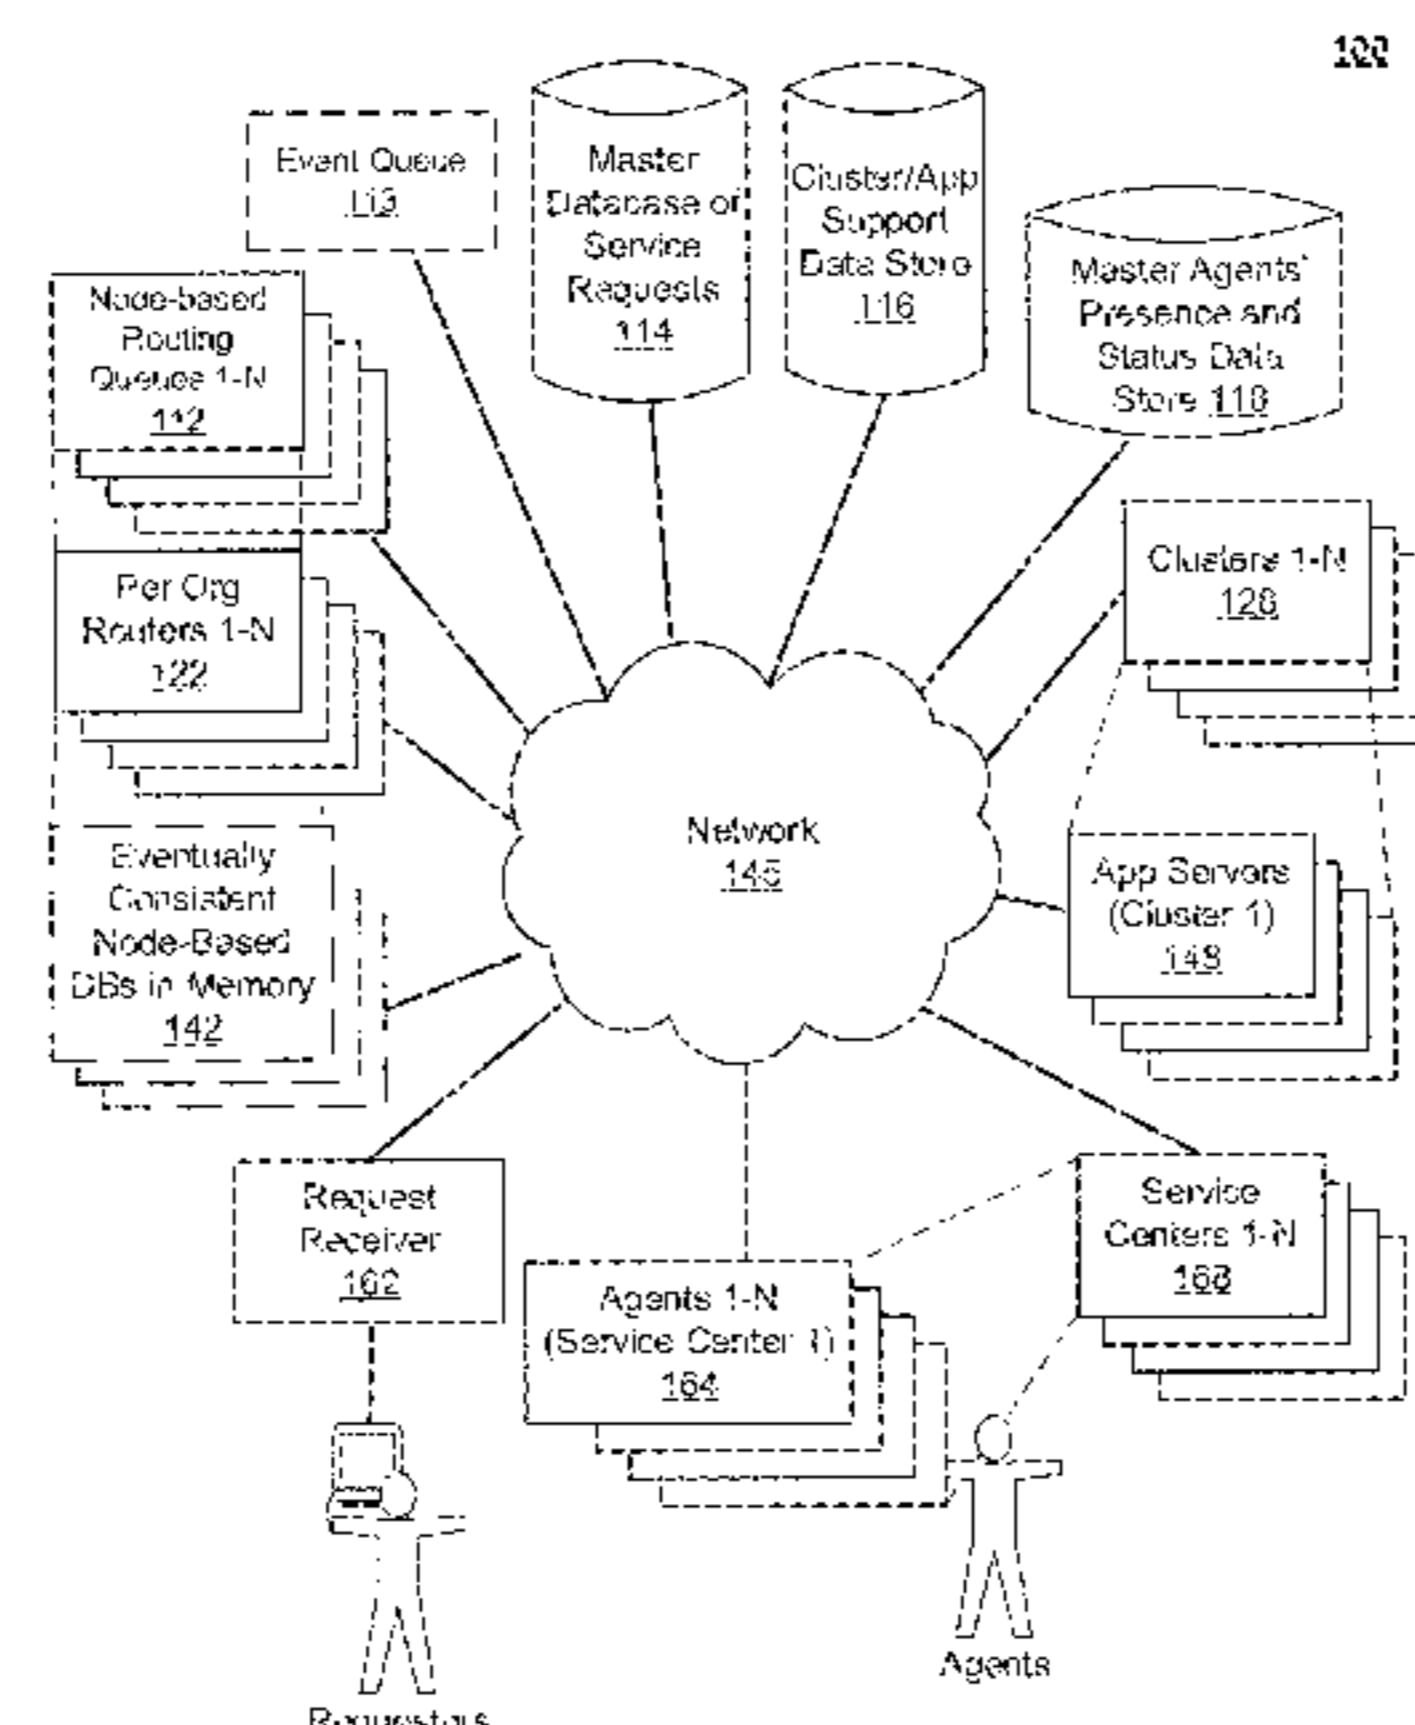 100
Event Queue
113
Master
Database of
Service
Requests
114
Cluster/App
Support
Data Store
116
Master Agents'
Presence and
Status Data
Store 118
Node-based
Routing
Queues 1-N
112
Clusters 1-N
128
Per Org
Routers 1-N
122
Network
145
App Servers
(Cluster 1)
148
Eventually
Consistent
Node-Based
DBs in Memory
142
Request
Receiver
162
Service
Centers 1-N
168
Agents 1-N
(Service Center 1)
164
Agents
Requestors